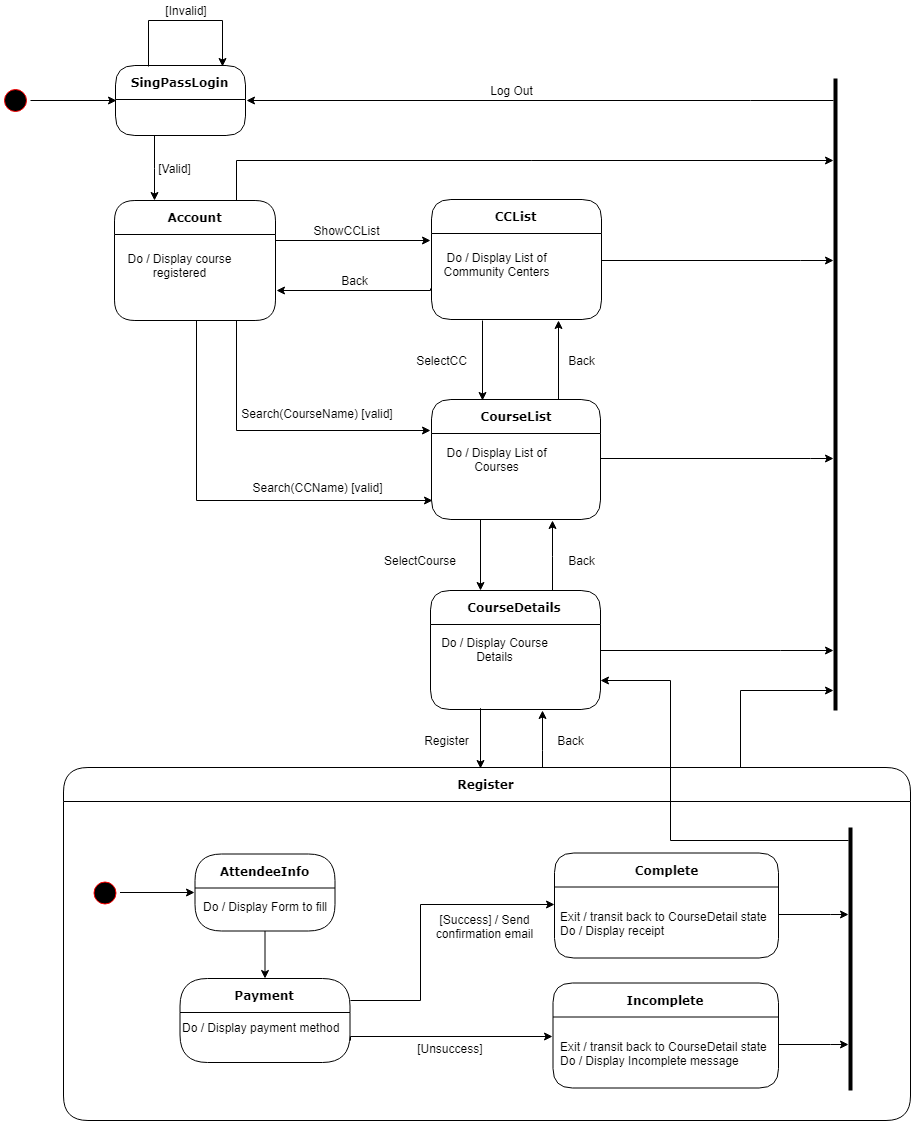 [Invalid]
SingPassLogin
Log Out
[Valid]
Account
Do / Display course
registered
ShowCCList
Back
CCList
Do / Display List of
Community Centers
SelectCC
Back
Search(CourseName) [valid]
Search(CCName) [valid]
CourseList
Do / Display List of
Courses
SelectCourse
Back
CourseDetails
Do / Display Course
Details
Register
Back
Register
AttendeeInfo
Do / Display Form to fill
Payment
Do / Display payment method
[Success] / Send
confirmation email
[Unsuccess]
Complete
Exit / transit back to CourseDetail state
Do / Display receipt
Incomplete
Exit / transit back to CourseDetail state
Do / Display Incomplete message